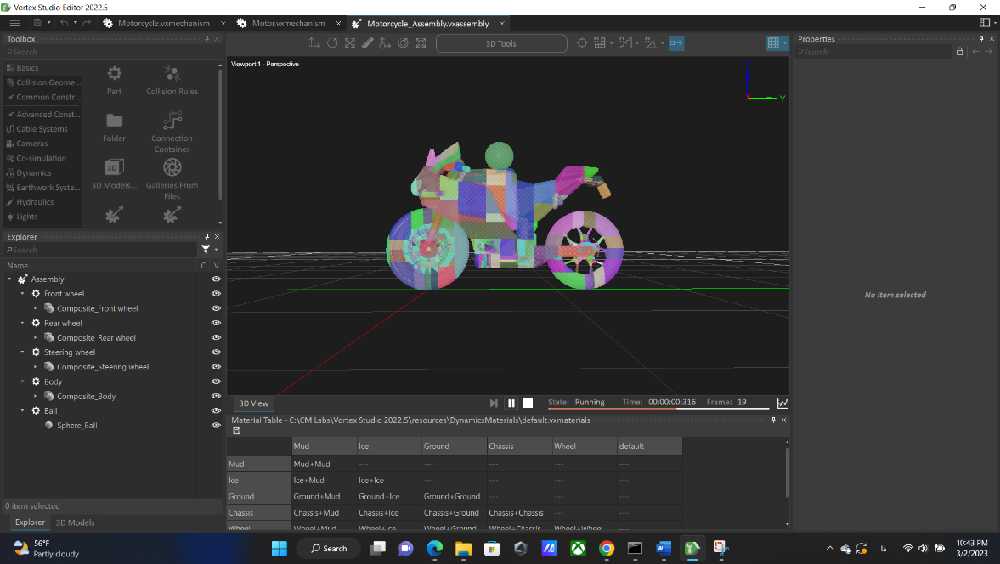 Vortex Studio Editor 2022.5
Motorcycle.vxmechanism
Motor.vxmechanism
Motorcycle_Assembly.vxassembly
Toolbox
Search
Basics
Collision Geome...
Common Constr...
Advanced Const...
Cable Systems
Cameras
Co-simulation
Dynamics
Earthwork Syste...
Hydraulics
Lights
Part
Collision Rules
Folder
Connection
Container
3D
3D Models...
Galleries From
Files
3D Tools
Viewport 1 - Perspective
Z
X
Y
Properties
Search
No item selected
Explorer
Search
Name C V
Assembly
Front wheel
Composite_Front wheel
Rear wheel
Composite_Rear wheel
Steering wheel
Composite_Steering wheel
Body
Composite_Body
Ball
Sphere_Ball
0 item selected
Explorer 3D Models
3D View
State: Running Time: 00:00:00:316 Frame: 19
Material Table - C:\CM Labs\Vortex Studio 2022.5\resources\DynamicsMaterials\default.vxmaterials
Mud Ice Ground Chassis Wheel default
Mud Mud+Mud --- --- --- --- ---
Ice Ice+Mud Ice+Ice --- --- --- ---
Ground Ground+Mud Ground+Ice Ground+Ground --- --- ---
Chassis Chassis+Mud Chassis+Ice Chassis+Ground Chassis+Chassis --- ---
Wheel Wheel+Mud Wheel+Ice Wheel+Ground Wheel+Chassis Wheel+Wheel ---
56°F
Partly cloudy
Search
10:43 PM
3/2/2023